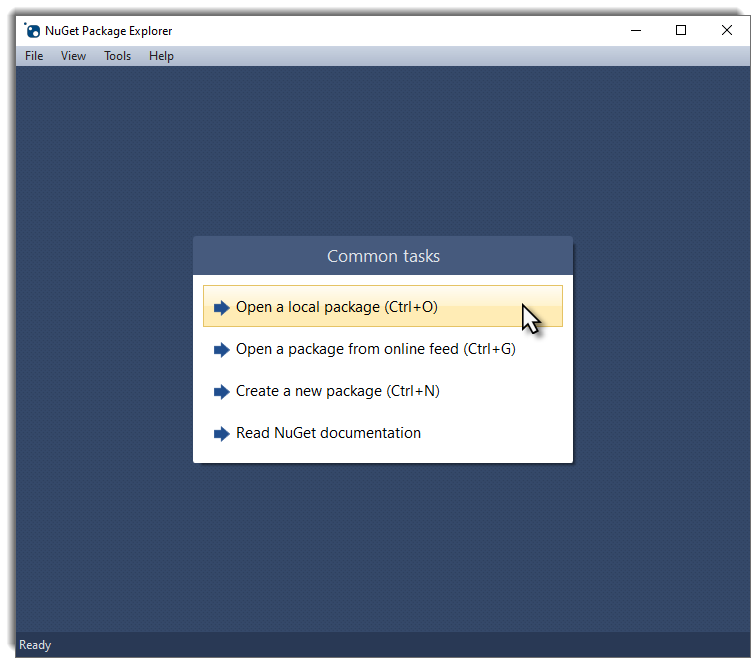 NuGet Package Explorer
File View Tools Help
Common tasks
Open a local package (Ctrl+O)
Open a package from online feed (Ctrl+G)
Create a new package (Ctrl+N)
Read NuGet documentation
Ready